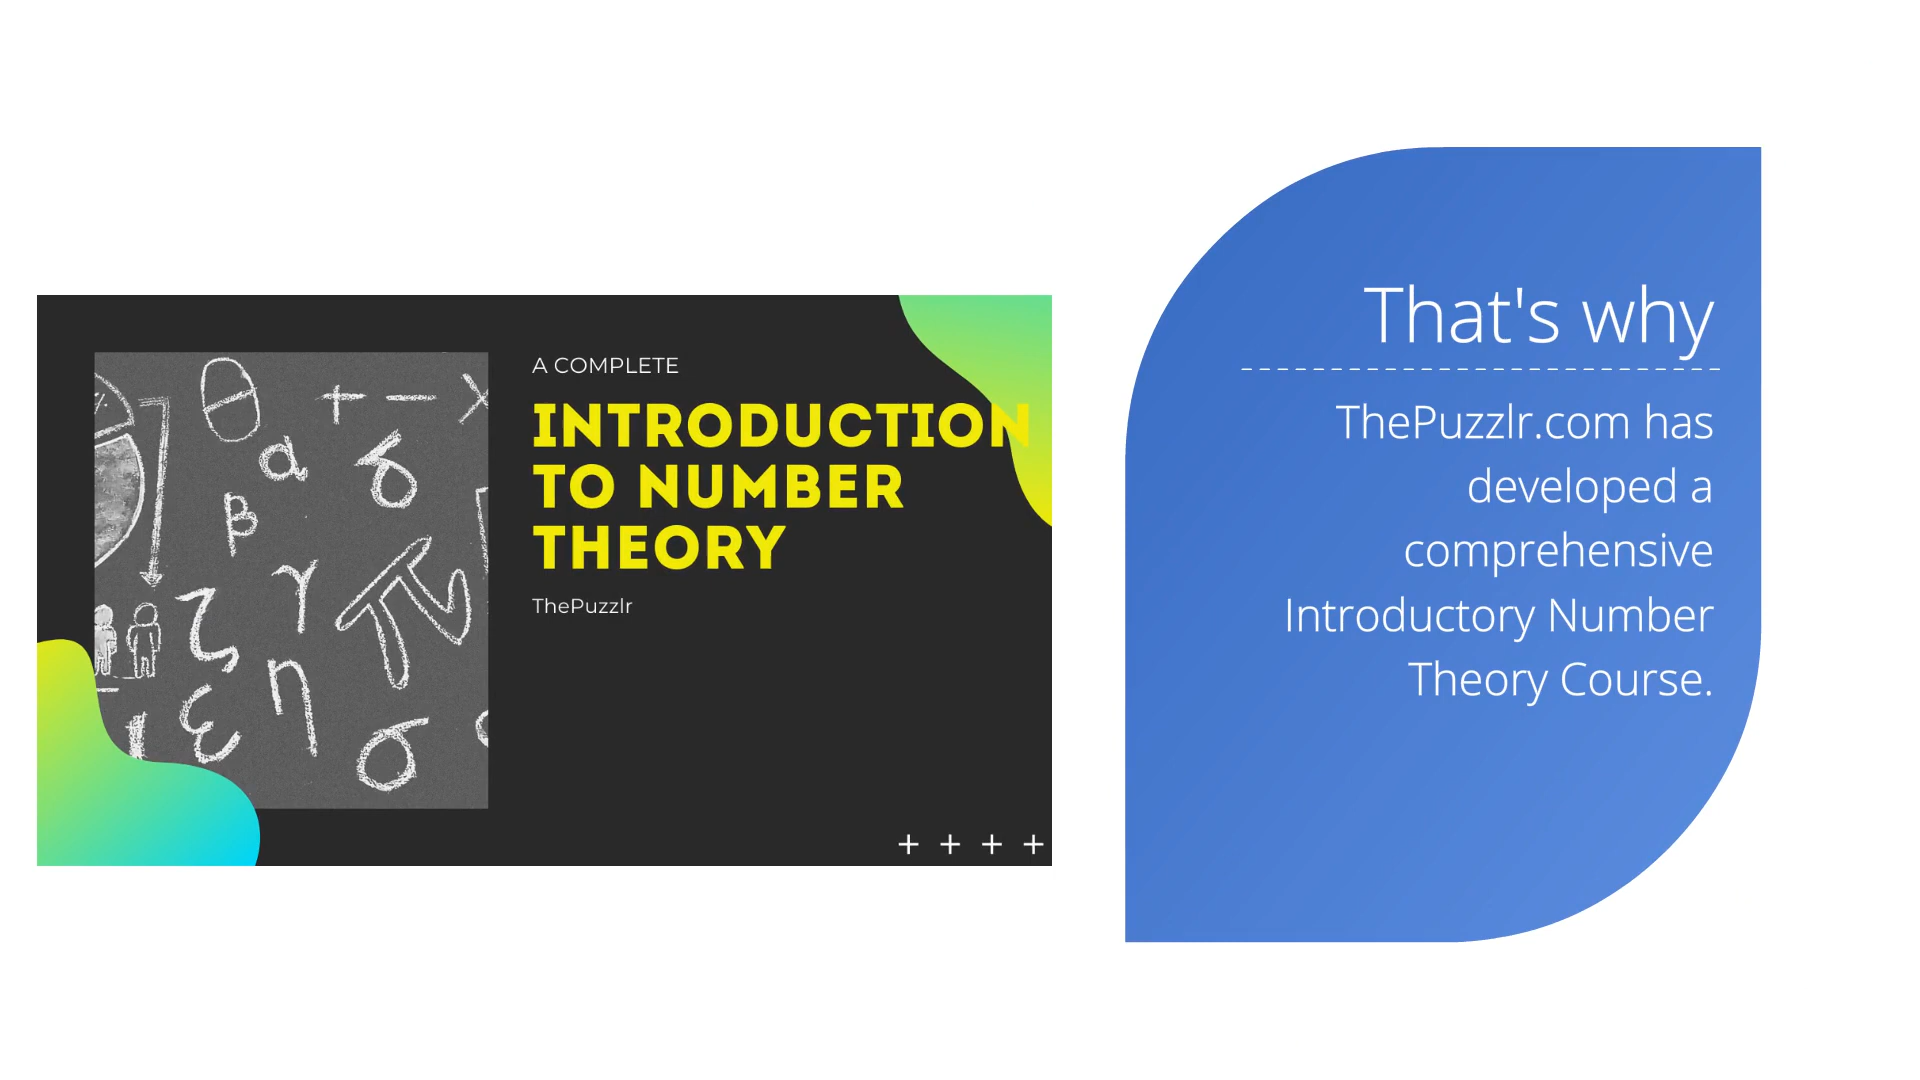 A COMPLETE
INTRODUCTION
TO NUMBER
THEORY
ThePuzzlr
θ + − x
α δ
β
γ
π
ζ
η
ε
σ
+ + + +
That's why
ThePuzzlr.com has
developed a
comprehensive
Introductory Number
Theory Course.